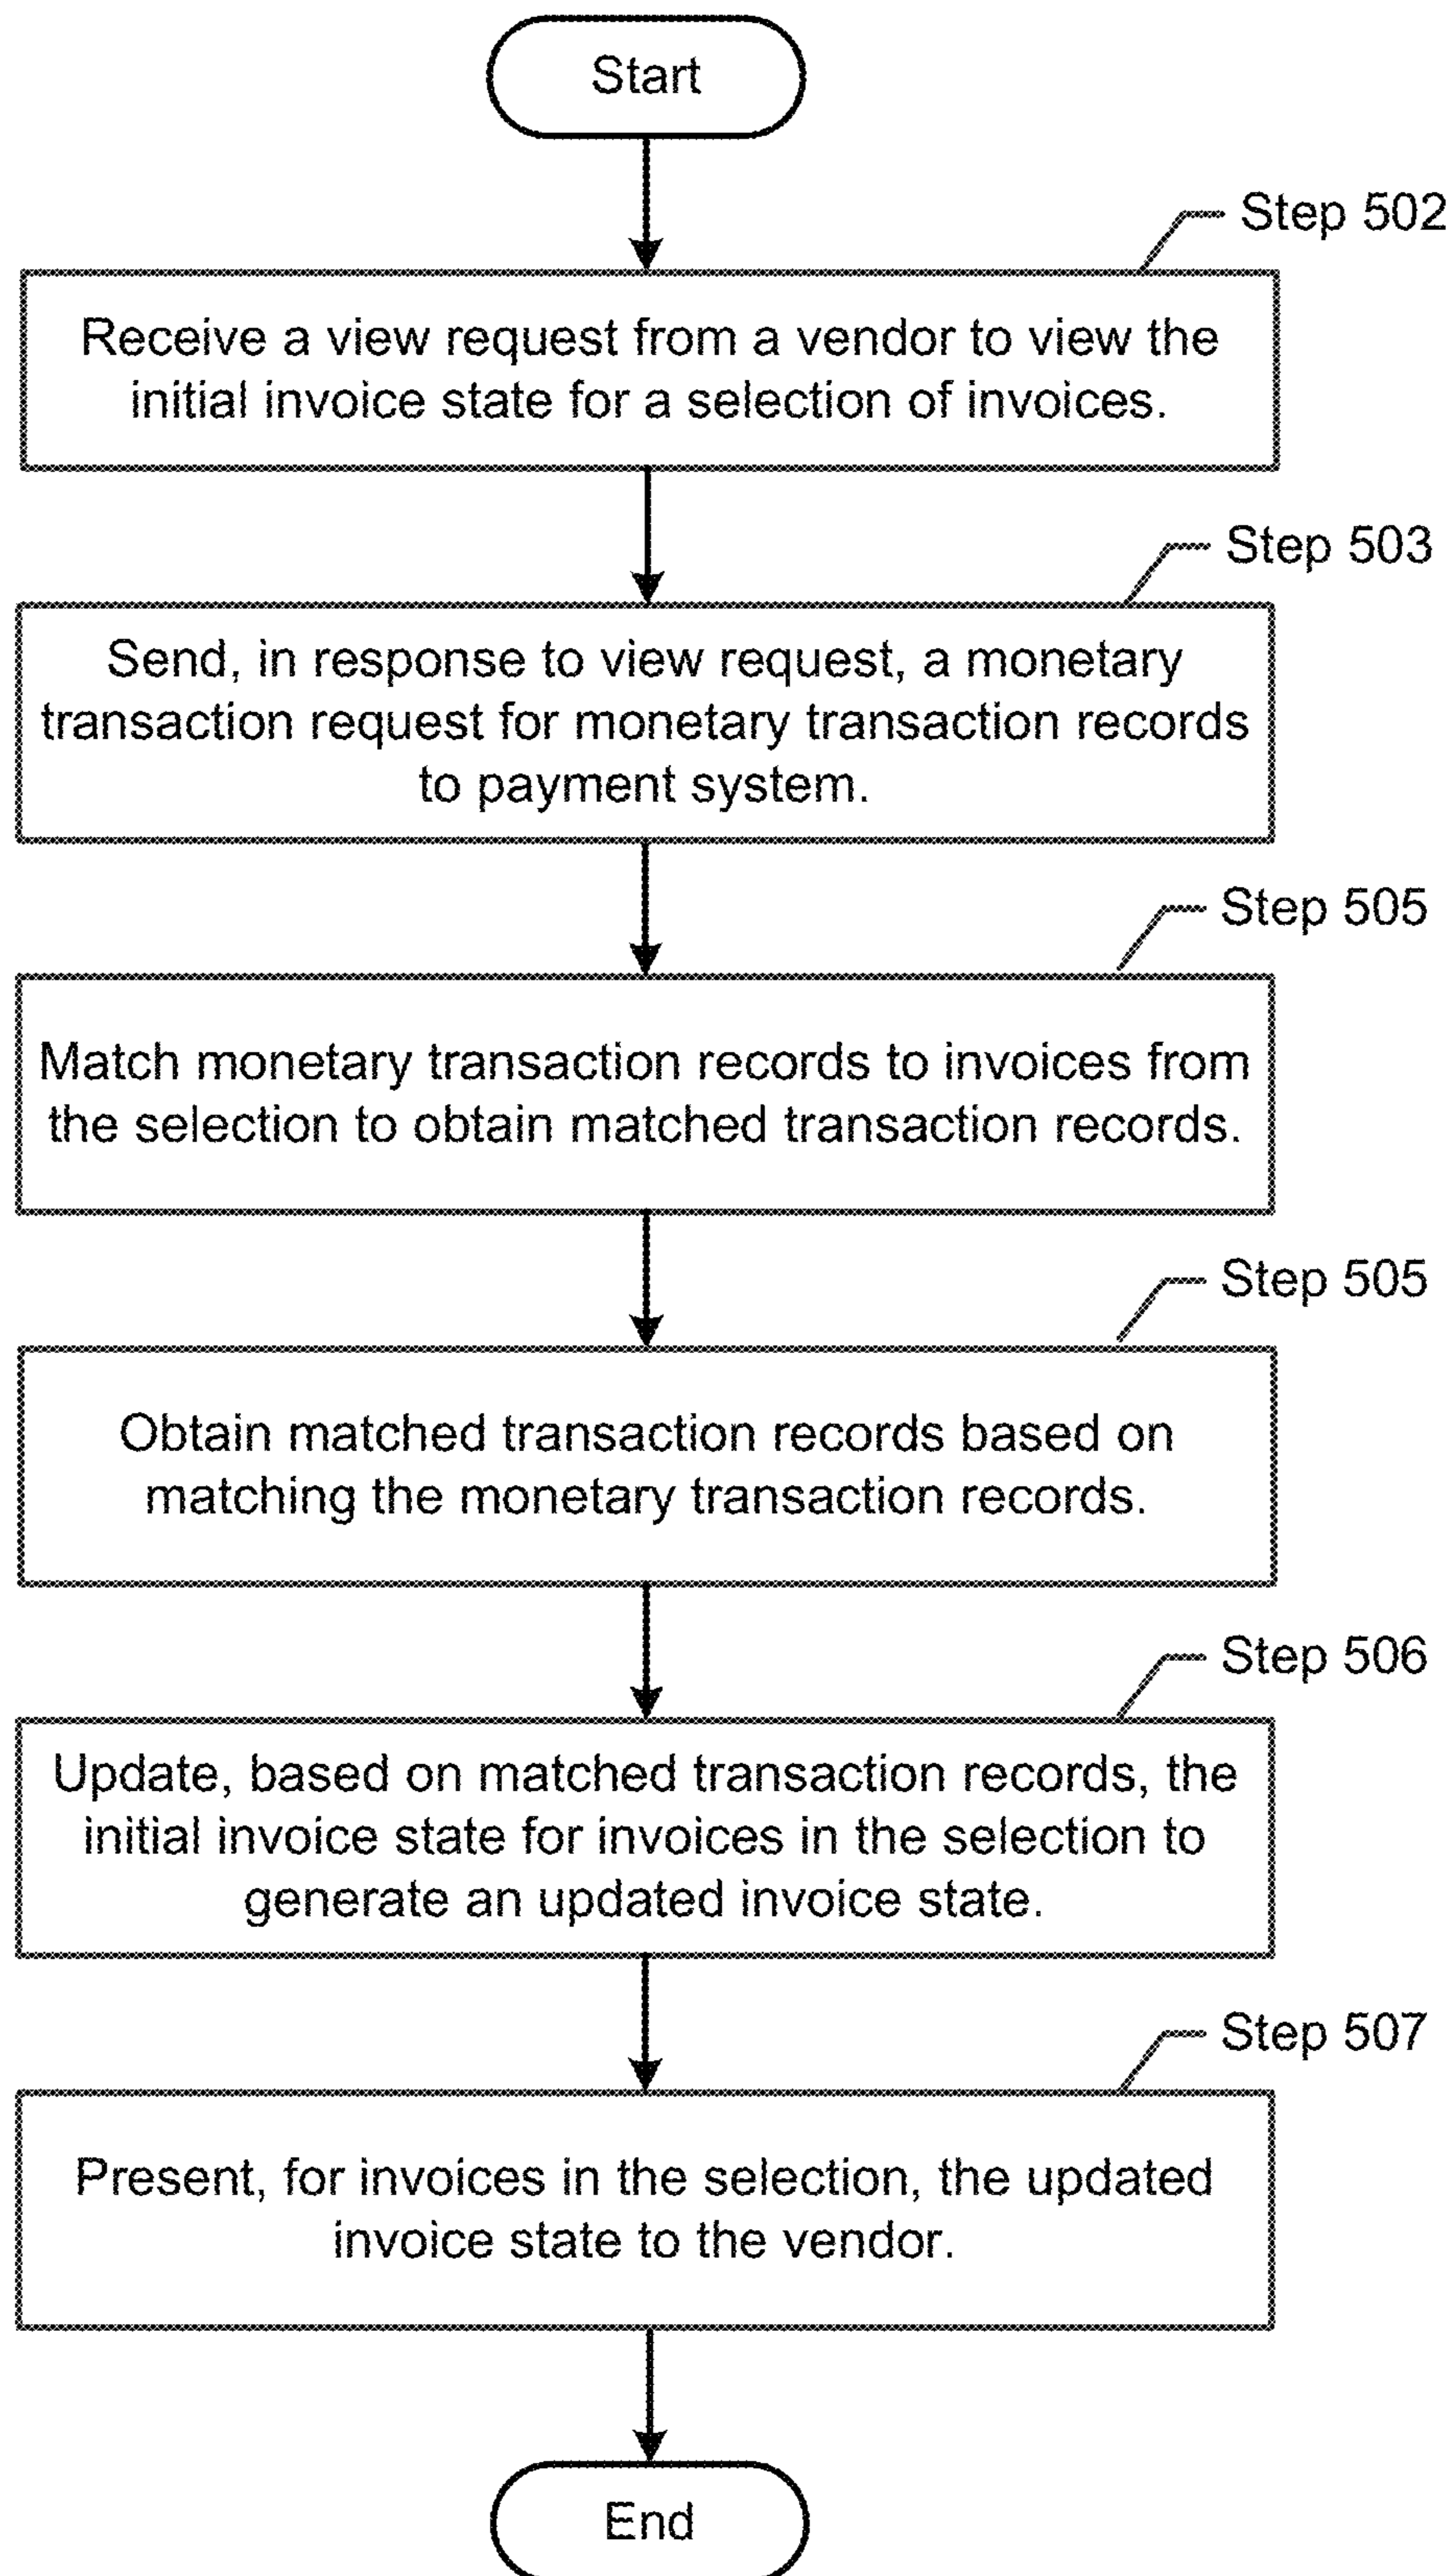 Start
Step 502
Receive a view request from a vendor to view the
initial invoice state for a selection of invoices.
Step 503
Send, in response to view request, a monetary
transaction request for monetary transaction records
to payment system.
Step 505
Match monetary transaction records to invoices from
the selection to obtain matched transaction records.
Step 505
Obtain matched transaction records based on
matching the monetary transaction records.
Step 506
Update, based on matched transaction records, the
initial invoice state for invoices in the selection to
generate an updated invoice state.
Step 507
Present, for invoices in the selection, the updated
invoice state to the vendor.
End